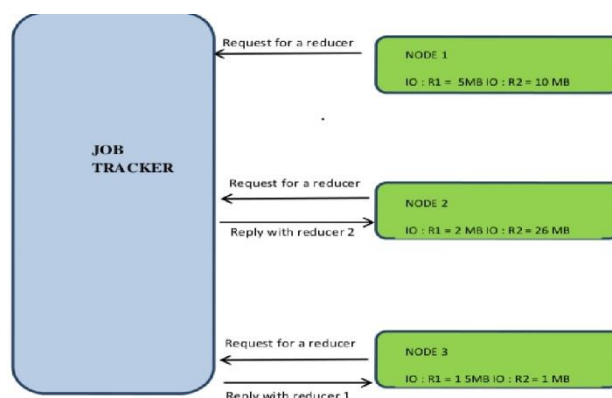 Request for a reducer
NODE 1
IO : R1 = 5MB IO : R2 = 10 MB
JOB
TRACKER
Request for a reducer
NODE 2
Reply with reducer 2
IO : R1 = 2 MB IO : R2 = 26 MB
Request for a reducer
NODE 3
IO : R1 = 1 5MB IO : R2 = 1 MB
Reply with reducer 1